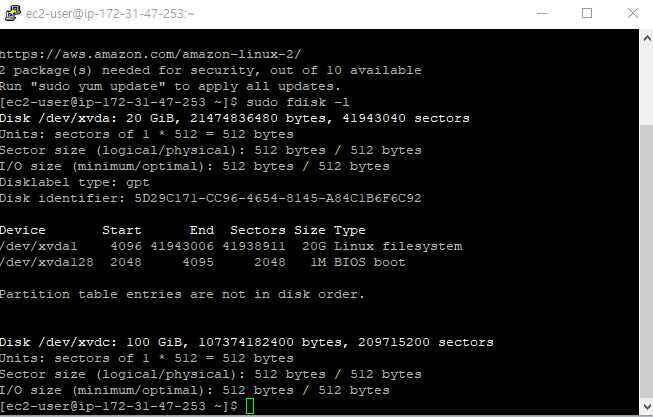 ec2-user@ip-172-31-47-253:~
https://aws.amazon.com/amazon-linux-2/
2 package(s) needed for security, out of 10 available
Run "sudo yum update" to apply all updates.
[ec2-user@ip-172-31-47-253 ~]$ sudo fdisk -l
Disk /dev/xvda: 20 GiB, 21474836480 bytes, 41943040 sectors
Units: sectors of 1 * 512 = 512 bytes
Sector size (logical/physical): 512 bytes / 512 bytes
I/O size (minimum/optimal): 512 bytes / 512 bytes
Disklabel type: gpt
Disk identifier: 5D29C171-CC96-4654-8145-A84C1B6F6C92
Device       Start      End  Sectors Size Type
/dev/xvda1    4096 41943006 41938911  20G Linux filesystem
/dev/xvda128  2048     4095     2048   1M BIOS boot
Partition table entries are not in disk order.
Disk /dev/xvdc: 100 GiB, 107374182400 bytes, 209715200 sectors
Units: sectors of 1 * 512 = 512 bytes
Sector size (logical/physical): 512 bytes / 512 bytes
I/O size (minimum/optimal): 512 bytes / 512 bytes
[ec2-user@ip-172-31-47-253 ~]$